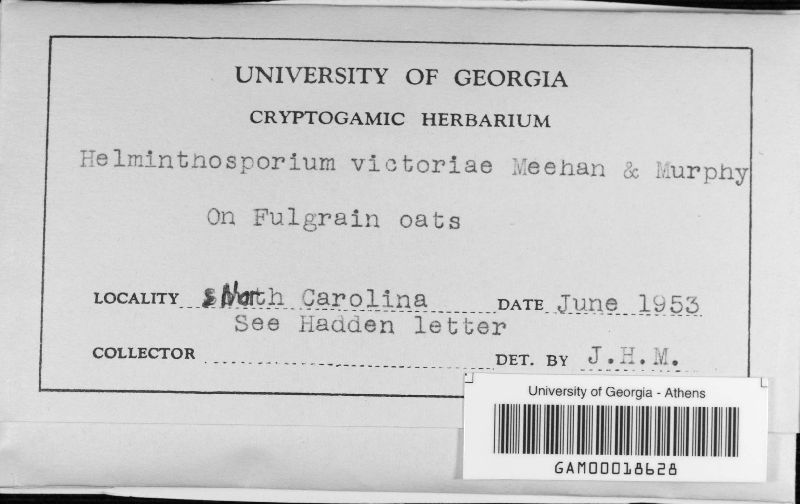 UNIVERSITY OF GEORGIA
CRYPTOGAMIC HERBARIUM
Helminthosporium victoriae Meehan & Murphy
On Fulgrain oats
LOCALITY North Carolina DATE June 1953
See Hadden letter
COLLECTOR DET. BY J.H.M.
University of Georgia - Athens
GAM00018628